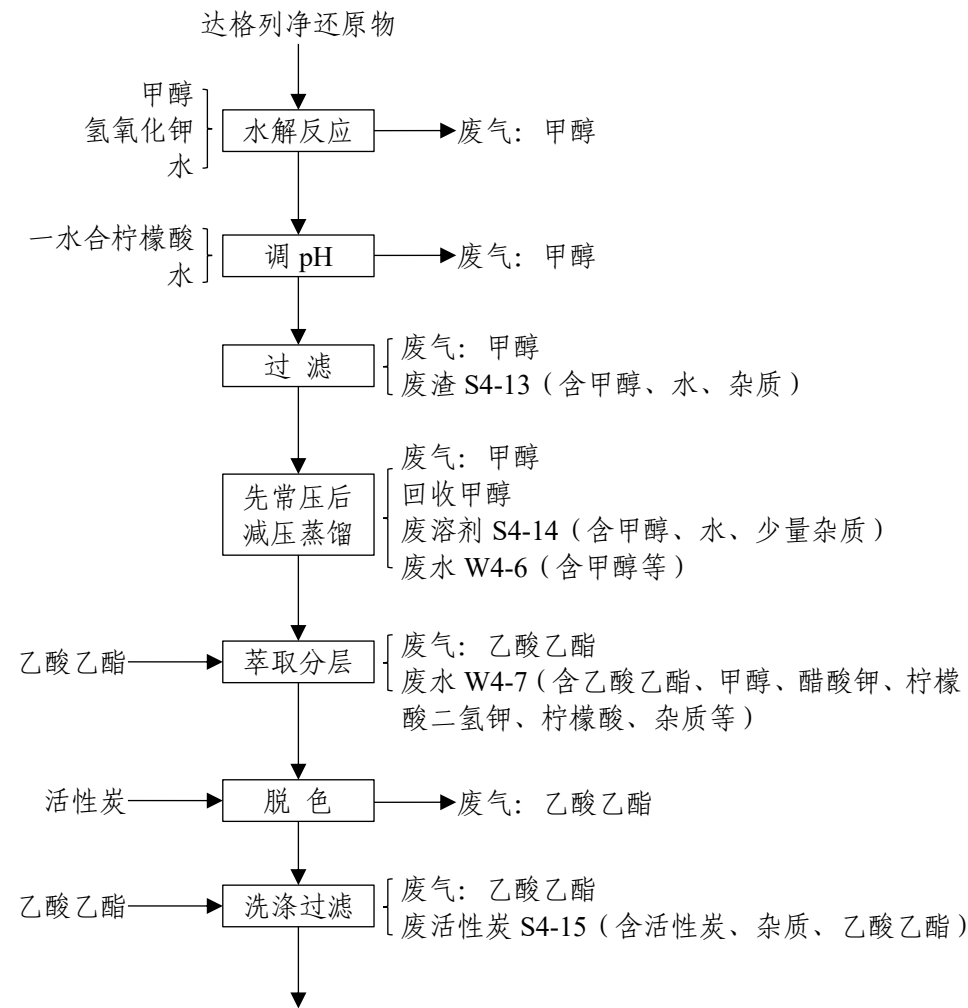 达格列净还原物
甲醇
氢氧化钾
水
水解反应
废气：甲醇
一水合柠檬酸
水
调 pH
废气：甲醇
过 滤
废气：甲醇
废渣 S4-13（含甲醇、水、杂质）
先常压后
减压蒸馏
废气：甲醇
回收甲醇
废溶剂 S4-14（含甲醇、水、少量杂质）
废水 W4-6（含甲醇等）
乙酸乙酯
萃取分层
废气：乙酸乙酯
废水 W4-7（含乙酸乙酯、甲醇、醋酸钾、柠檬
酸二氢钾、柠檬酸、杂质等）
活性炭
脱 色
废气：乙酸乙酯
乙酸乙酯
洗涤过滤
废气：乙酸乙酯
废活性炭 S4-15（含活性炭、杂质、乙酸乙酯）